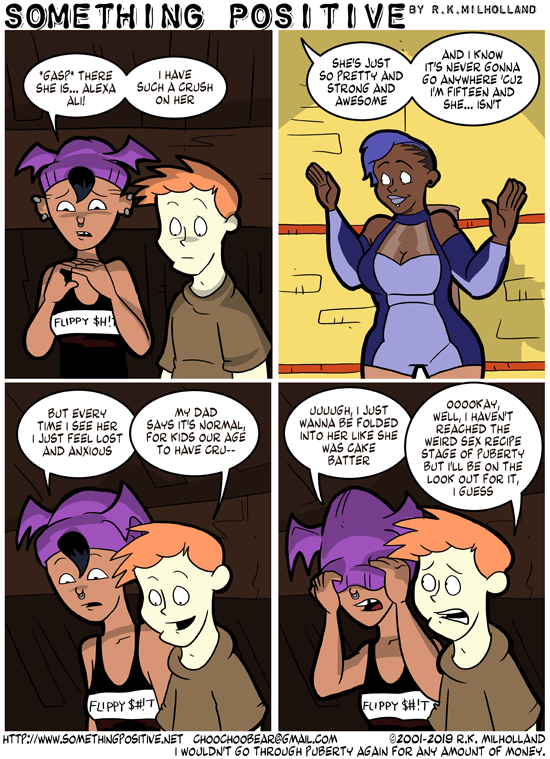 SOMETHING POSITIVE BY R.K.MILHOLLAND
*GASP* THERE
SHE IS... ALEXA
ALI!
I HAVE
SUCH A CRUSH
ON HER
FLIPPY $H!T
SHE'S JUST
SO PRETTY AND
STRONG AND
AWESOME
AND I KNOW
IT'S NEVER GONNA
GO ANYWHERE 'CUZ
I'M FIFTEEN AND
SHE... ISN'T
BUT EVERY
TIME I SEE HER
I JUST FEEL LOST
AND ANXIOUS
MY DAD
SAYS IT'S NORMAL,
FOR KIDS OUR AGE
TO HAVE CRU--
FLIPPY $#!T
UUUUGH, I JUST
WANNA BE FOLDED
INTO HER LIKE SHE
WAS CAKE
BATTER
OOOOKAY,
WELL, I HAVEN'T
REACHED THE
WEIRD SEX RECIPE
STAGE OF PUBERTY
BUT I'LL BE ON THE
LOOK OUT FOR IT,
I GUESS
FLIPPY $#!T
HTTP://WWW.SOMETHINGPOSITIVE.NET CHOOCHOOBEAR@GMAIL.COM ©2001-2019 R.K. MILHOLLAND
I WOULDN'T GO THROUGH PUBERTY AGAIN FOR ANY AMOUNT OF MONEY.